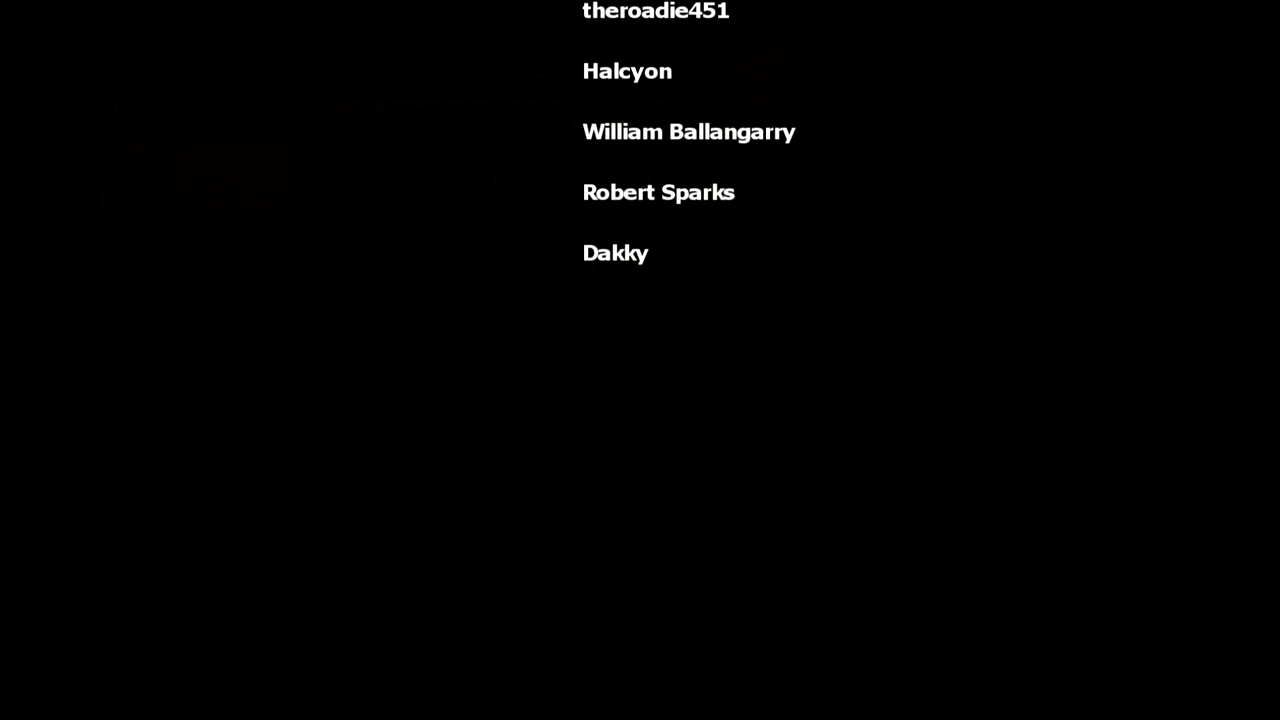 theroadie451
Halcyon
William Ballangarry
Robert Sparks
Dakky